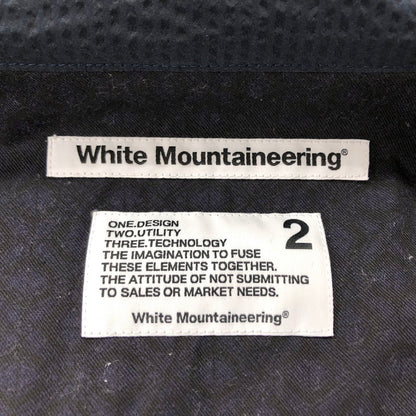 White Mountaineering®
ONE.DESIGN 2
TWO.UTILITY
THREE.TECHNOLOGY
THE IMAGINATION TO FUSE
THESE ELEMENTS TOGETHER.
THE ATTITUDE OF NOT SUBMITTING
TO SALES OR MARKET NEEDS.
White Mountaineering®